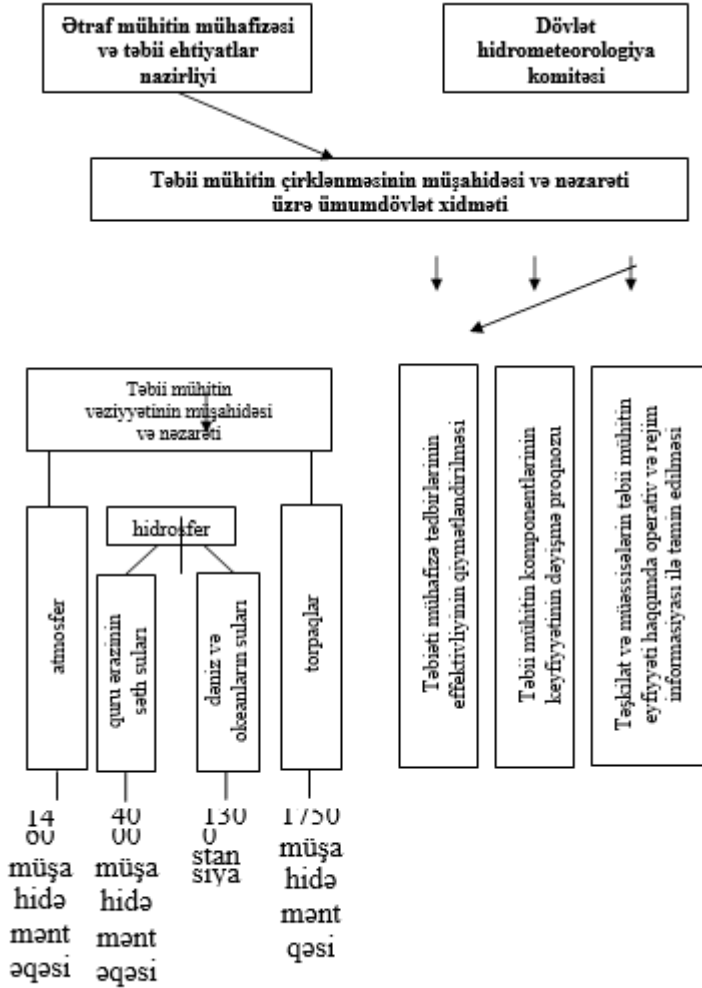 Ətraf mühitin mühafizəsi
və təbii ehtiyatlar
nazirliyi
Dövlət
hidrometeorologiya
komitəsi
Təbii mühitin çirklənməsinin müşahidəsi və nəzarəti
üzrə ümumdövlət xidməti
Təbii mühitin
vəziyyətinin müşahidəsi
və nəzarəti
hidrosfer
atmosfer
quru ərazinin
səth suları
dəniz və
okeanların suları
torpaqlar
Təbiəti mühafizə tədbirlərinin
effektivliyinin qiymətləndirilməsi
Təbii mühitin komponentlərinin
keyfiyyətinin dəyişmə proqnozu
Təşkilat və müəssisələrin təbii mühitin
eyfiyyəti haqqında operativ və rejim
informasiyası ilə təmin edilməsi
14
60
müşa
hidə
mənt
əqəsi
40
00
müşa
hidə
mənt
əqəsi
130
0
stan
siya
1750
müşa
hidə
mənt
qəsi